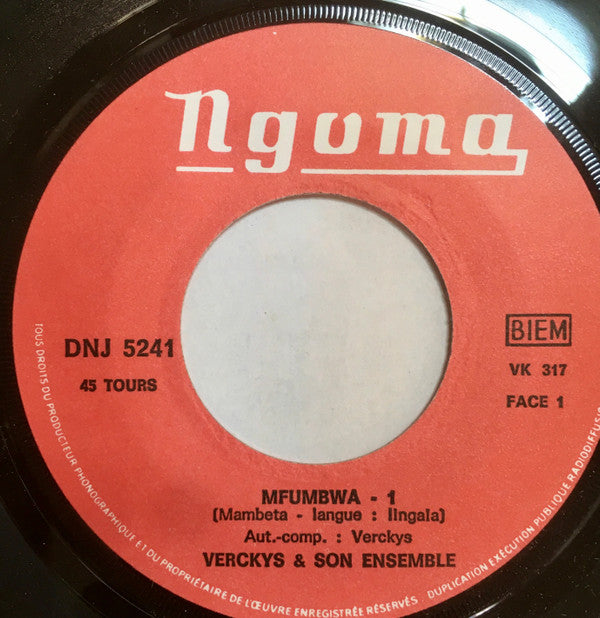 Ngoma
DNJ 5241
45 TOURS
BIEM
VK 317
FACE 1
MFUMBWA - 1
(Mambeta - langue : lingala)
Aut.-comp. : Verckys
VERCKYS & SON ENSEMBLE
TOUS DROITS DU PRODUCTEUR PHONOGRAPHIQUE ET DU PROPRIÉTAIRE DE L'ŒUVRE ENREGISTRÉE RÉSERVÉS DUPLICATION EXÉCUTION PUBLIQUE